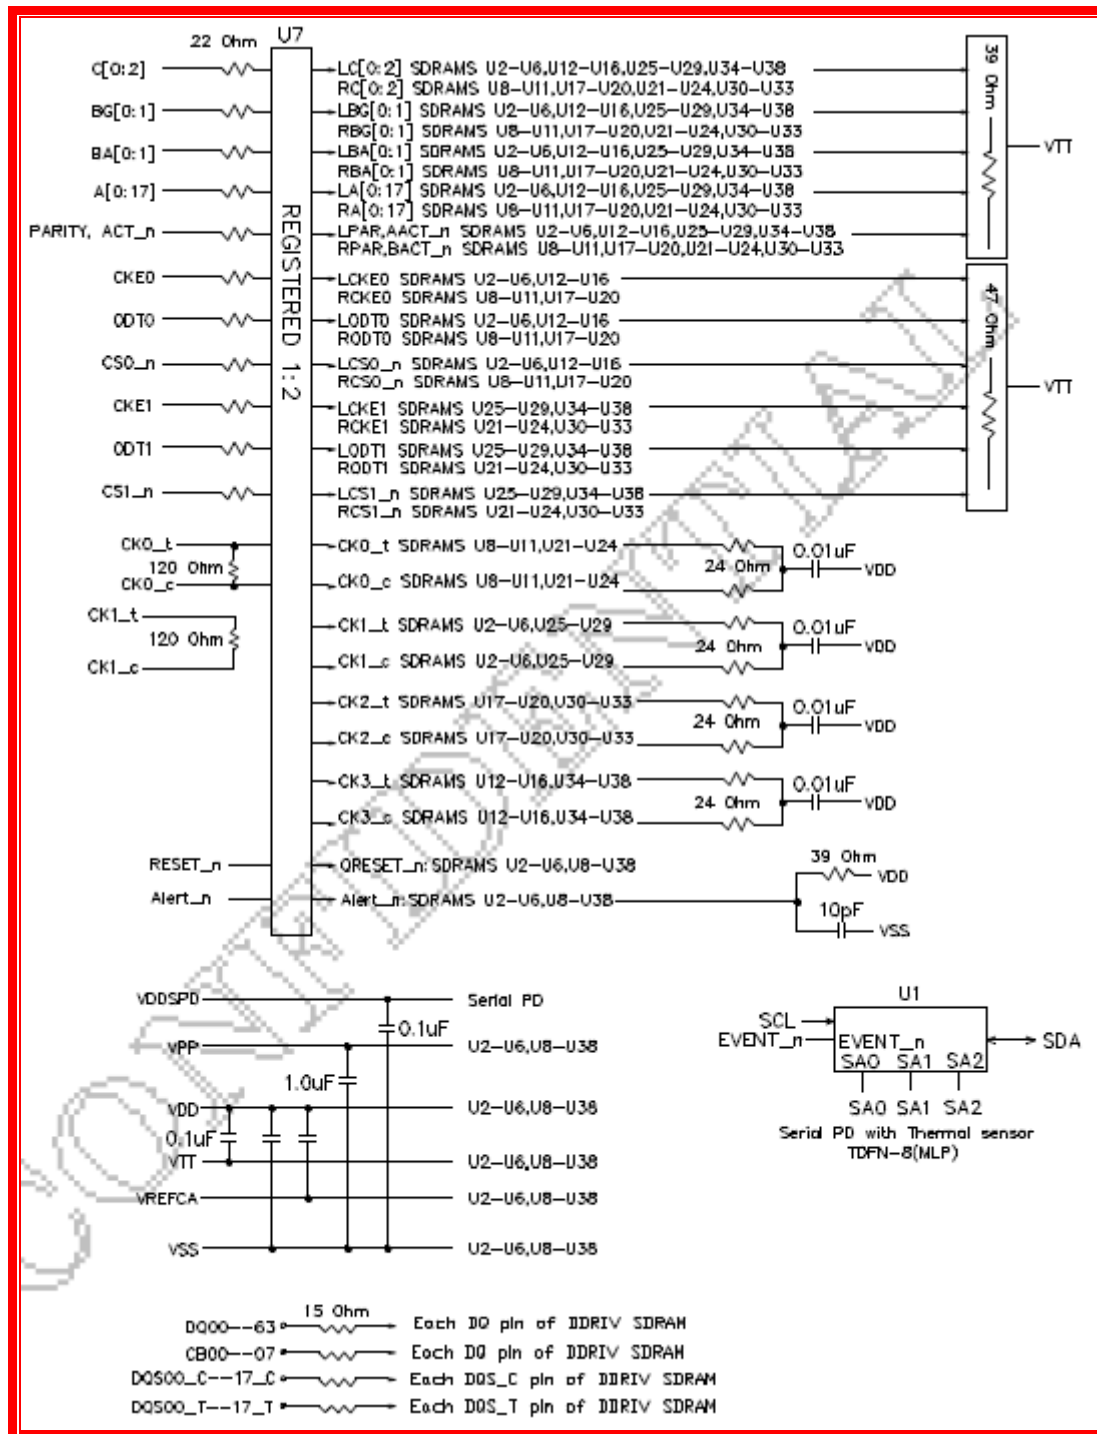 22 Ohm U7
C[0:2] LC[0:2] SDRAMS U2-U6,U12-U16,U25-U29,U34-U38
RC[0:2] SDRAMS U8-U11,U17-U20,U21-U24,U30-U33
BG[0:1] LBG[0:1] SDRAMS U2-U6,U12-U16,U25-U29,U34-U38
RBG[0:1] SDRAMS U8-U11,U17-U20,U21-U24,U30-U33
BA[0:1] LBA[0:1] SDRAMS U2-U6,U12-U16,U25-U29,U34-U38
RBA[0:1] SDRAMS U8-U11,U17-U20,U21-U24,U30-U33
A[0:17] LA[0:17] SDRAMS U2-U6,U12-U16,U25-U29,U34-U38
RA[0:17] SDRAMS U8-U11,U17-U20,U21-U24,U30-U33
PARITY, ACT_n LPAR,AACT_n SDRAMS U2-U6,U12-U16,U25-U29,U34-U38
RPAR,BACT_n SDRAMS U8-U11,U17-U20,U21-U24,U30-U33
39 Ohm
VTT
CKE0 LCKE0 SDRAMS U2-U6,U12-U16
RCKE0 SDRAMS U8-U11,U17-U20
ODT0 LODT0 SDRAMS U2-U6,U12-U16
RODT0 SDRAMS U8-U11,U17-U20
CS0_n LCS0_n SDRAMS U2-U6,U12-U16
RCS0_n SDRAMS U8-U11,U17-U20
CKE1 LCKE1 SDRAMS U25-U29,U34-U38
RCKE1 SDRAMS U21-U24,U30-U33
ODT1 LODT1 SDRAMS U25-U29,U34-U38
RODT1 SDRAMS U21-U24,U30-U33
CS1_n LCS1_n SDRAMS U25-U29,U34-U38
RCS1_n SDRAMS U21-U24,U30-U33
47 Ohm
VTT
REGISTERED 1:2
CK0_t CK0_t SDRAMS U8-U11,U21-U24 0.01uF
120 Ohm 24 Ohm VDD
CK0_c CK0_c SDRAMS U8-U11,U21-U24
CK1_t CK1_t SDRAMS U2-U6,U25-U29 0.01uF
120 Ohm 24 Ohm VDD
CK1_c CK1_c SDRAMS U2-U6,U25-U29
CK2_t SDRAMS U17-U20,U30-U33 0.01uF
24 Ohm VDD
CK2_c SDRAMS U17-U20,U30-U33
CK3_t SDRAMS U12-U16,U34-U38 0.01uF
24 Ohm VDD
CK3_c SDRAMS U12-U16,U34-U38
RESET_n QRESET_n:SDRAMS U2-U6,U8-U38
39 Ohm
VDD
Alert_n Alert_n:SDRAMS U2-U6,U8-U38
10pF
VSS
VDDSPD Serial PD
0.1uF
VPP U2-U6,U8-U38
1.0uF
VDD U2-U6,U8-U38
0.1uF
VTT U2-U6,U8-U38
VREFCA U2-U6,U8-U38
VSS U2-U6,U8-U38
U1
SCL
EVENT_n EVENT_n SDA
SA0 SA1 SA2
SA0 SA1 SA2
Serial PD with Thermal sensor
TDFN-8(MLP)
15 Ohm
DQ00--63 Each DQ pin of DDRIV SDRAM
CB00--07 Each DQ pin of DDRIV SDRAM
DQS00_C--17_C Each DQS_C pin of DDRIV SDRAM
DQS00_T--17_T Each DQS_T pin of DDRIV SDRAM
CONFIDENTIAL